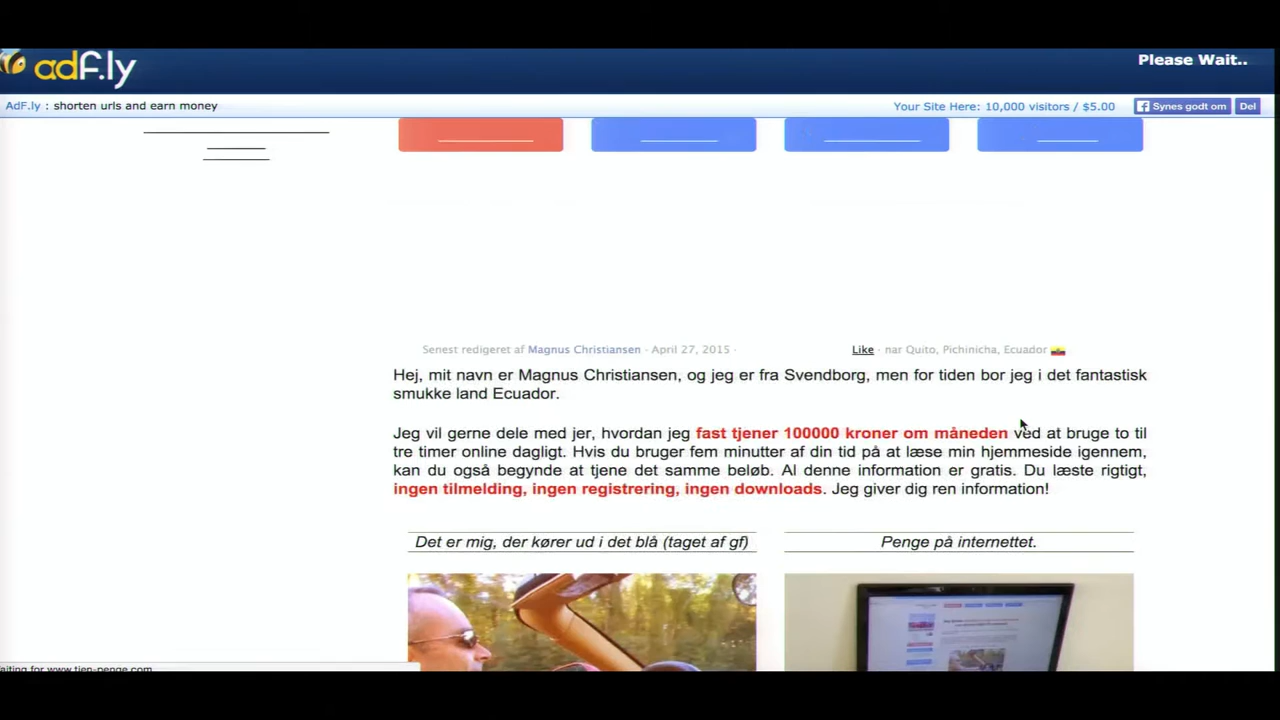 adf.ly
Please Wait..
AdF.ly : shorten urls and earn money
Your Site Here: 10,000 visitors / $5.00
Synes godt om
Del
Senest redigeret af Magnus Christiansen · April 27, 2015 ·
Like · nar Quito, Pichinicha, Ecuador
Hej, mit navn er Magnus Christiansen, og jeg er fra Svendborg, men for tiden bor jeg i det fantastisk
smukke land Ecuador.
Jeg vil gerne dele med jer, hvordan jeg fast tjener 100000 kroner om måneden ved at bruge to til
tre timer online dagligt. Hvis du bruger fem minutter af din tid på at læse min hjemmeside igennem,
kan du også begynde at tjene det samme beløb. Al denne information er gratis. Du læste rigtigt,
ingen tilmelding, ingen registrering, ingen downloads. Jeg giver dig ren information!
Det er mig, der kører ud i det blå (taget af gf)
Penge på internettet.